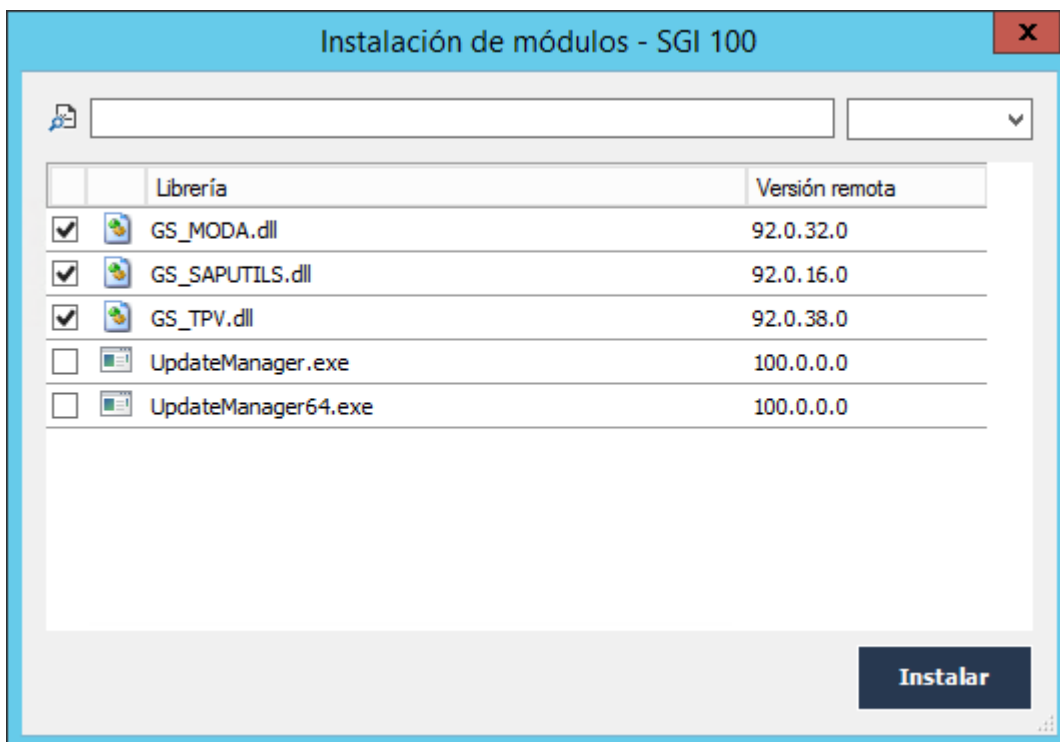 Instalación de módulos - SGI 100
x
Librería Versión remota
GS_MODA.dll 92.0.32.0
GS_SAPUTILS.dll 92.0.16.0
GS_TPV.dll 92.0.38.0
UpdateManager.exe 100.0.0.0
UpdateManager64.exe 100.0.0.0
Instalar